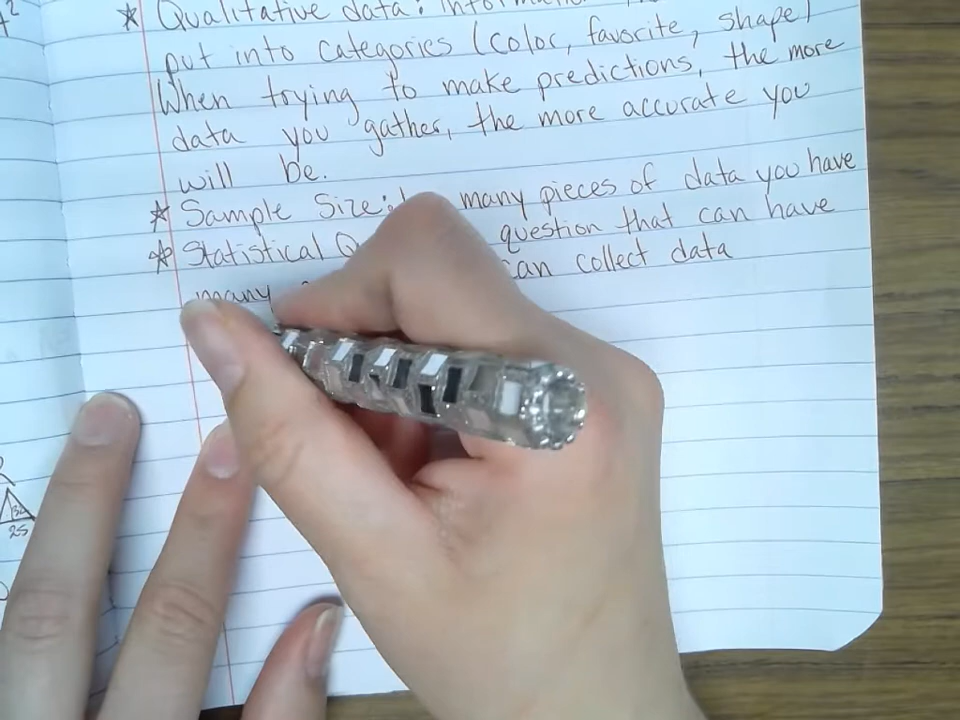 * Qualitative data:
put into categories (color, favorite, shape)
When trying to make predictions, the more
data you gather, the more accurate you
will be.
* Sample Size: many pieces of data you have
* Statistical question that can have
many can collect data
25